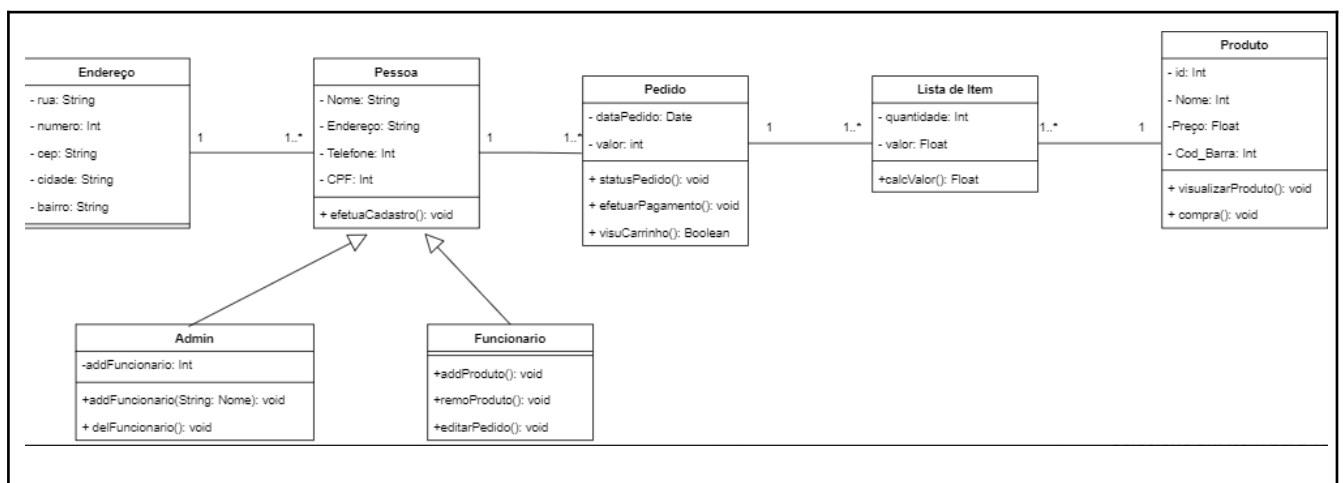 Endereço
- rua: String
- numero: Int
- cep: String
- cidade: String
- bairro: String
1
1..*
Pessoa
- Nome: String
- Endereço: String
- Telefone: Int
- CPF: Int
+ efetuaCadastro(): void
1
1..*
Pedido
- dataPedido: Date
- valor: int
+ statusPedido(): void
+ efetuarPagamento(): void
+ visuCarrinho(): Boolean
1
1..*
Lista de Item
- quantidade: Int
- valor: Float
+calcValor(): Float
1..*
1
Produto
- id: Int
- Nome: Int
-Preço: Float
- Cod_Barra: Int
+ visualizarProduto(): void
+ compra(): void
Admin
-addFuncionario: Int
+addFuncionario(String: Nome): void
+ delFuncionario(): void
Funcionario
+addProduto(): void
+remoProduto(): void
+editarPedido(): void